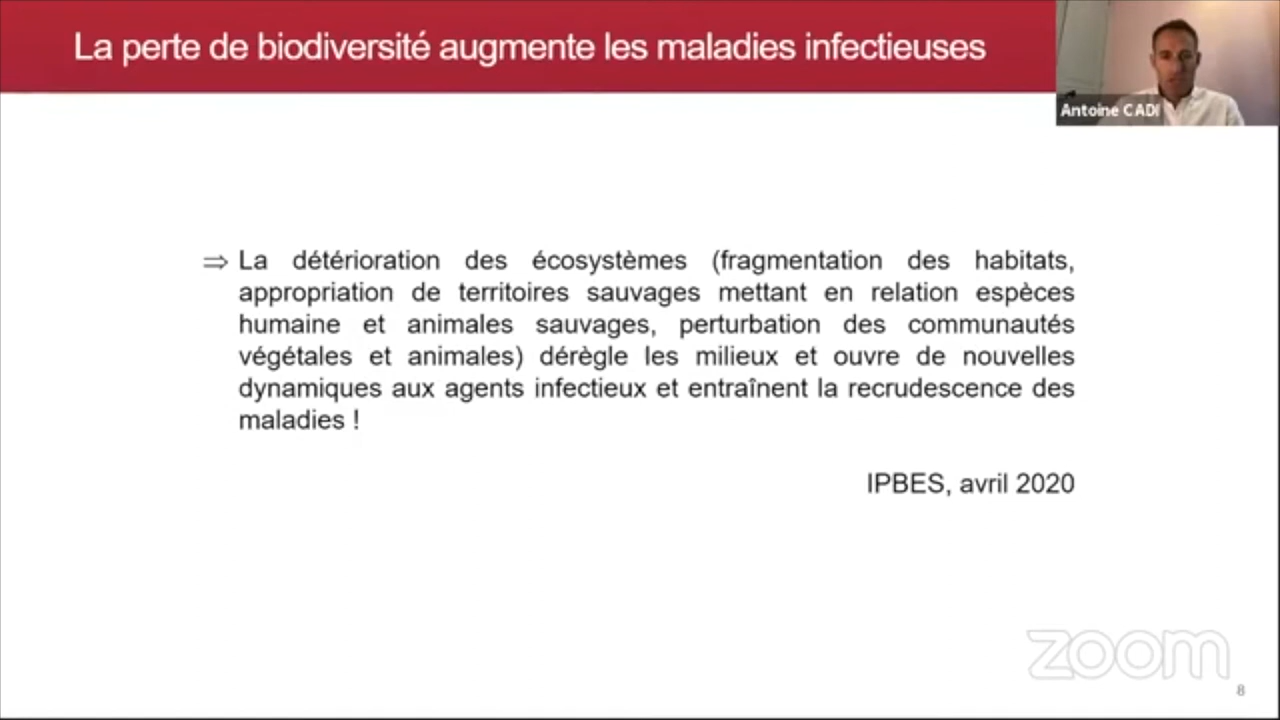 La perte de biodiversité augmente les maladies infectieuses
Antoine CADI
⇒ La détérioration des écosystèmes (fragmentation des habitats,
appropriation de territoires sauvages mettant en relation espèces
humaine et animales sauvages, perturbation des communautés
végétales et animales) dérègle les milieux et ouvre de nouvelles
dynamiques aux agents infectieux et entraînent la recrudescence des
maladies !
IPBES, avril 2020
zoom
8